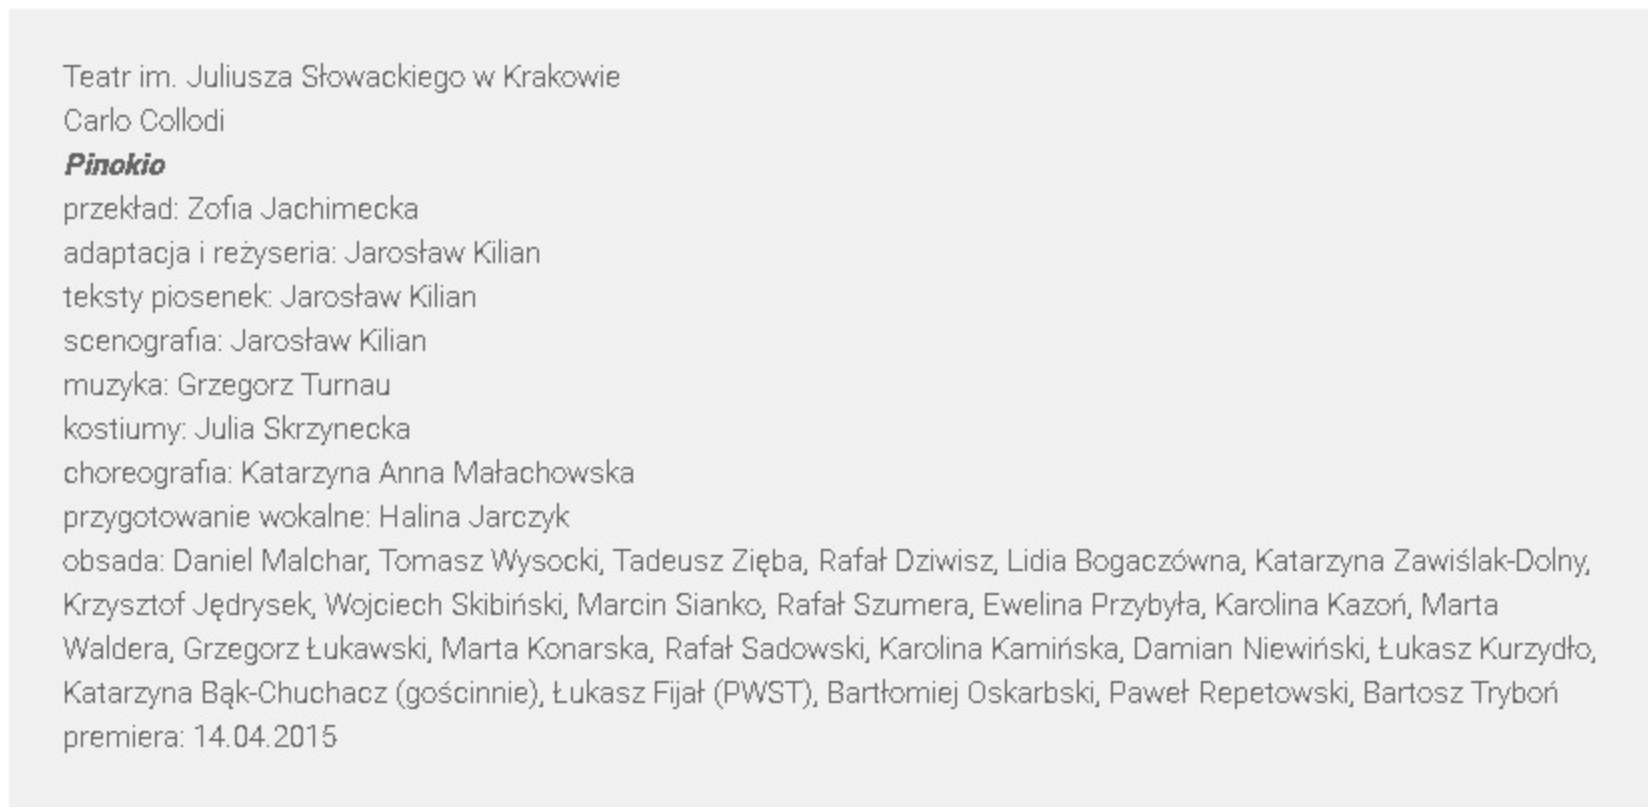 Teatr im. Juliusza Słowackiego w Krakowie
Carlo Collodi
Pinokio
przekład: Zofia Jachimecka
adaptacja i reżyseria: Jarosław Kilian
teksty piosenek: Jarosław Kilian
scenografia: Jarosław Kilian
muzyka: Grzegorz Turnau
kostiumy: Julia Skrzynecka
choreografia: Katarzyna Anna Małachowska
przygotowanie wokalne: Halina Jarczyk
obsada: Daniel Malchar, Tomasz Wysocki, Tadeusz Zięba, Rafał Dziwisz, Lidia Bogaczówna, Katarzyna Zawiślak-Dolny,
Krzysztof Jędrysek, Wojciech Skibiński, Marcin Sianko, Rafał Szumera, Ewelina Przybyła, Karolina Kazoń, Marta
Waldera, Grzegorz Łukawski, Marta Konarska, Rafał Sadowski, Karolina Kamińska, Damian Niewiński, Łukasz Kurzydło,
Katarzyna Bąk-Chuchacz (gościnnie), Łukasz Fijał (PWST), Bartłomiej Oskarbski, Paweł Repetowski, Bartosz Tryboń
premiera: 14.04.2015